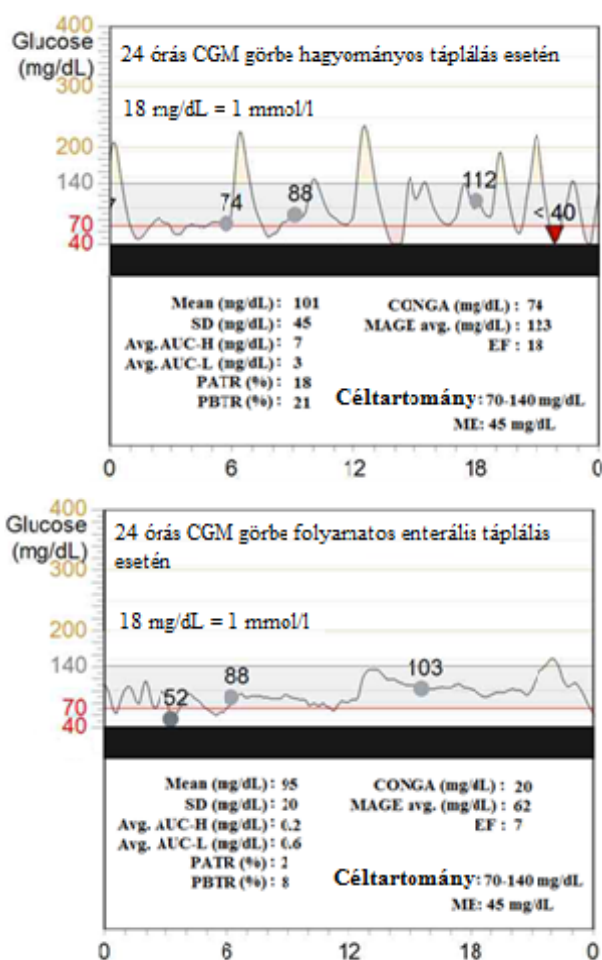 400
Glucose
(mg/dL)
24 órás CGM görbe hagyományos táplálás esetén
300
18 mg/dL = 1 mmol/l
200
140
74
88
112
< 40
70
40
Mean (mg/dL): 101
SD (mg/dL): 45
Avg. AUC-H (mg/dL): 7
Avg. AUC-L (mg/dL): 3
PATR (%): 18
PBTR (%): 21
CONGA (mg/dL) : 74
MAGE avg. (mg/dL) : 123
EF : 18
Céltartomány: 70-140 mg/dL
ME: 45 mg/dL
0 6 12 18 0
400
Glucose
(mg/dL)
24 órás CGM görbe folyamatos enterális táplálás
esetén
300
18 mg/dL = 1 mmol/l
200
140
52
88
103
70
40
Mean (mg/dL): 95
SD (mg/dL): 20
Avg. AUC-H (mg/dL): 0.2
Avg. AUC-L (mg/dL): 0.6
PATR (%): 2
PBTR (%): 8
CONGA (mg/dL) : 20
MAGE avg. (mg/dL) : 62
EF : 7
Céltartomány: 70-140 mg/dL
ME: 45 mg/dL
0 6 12 18 0